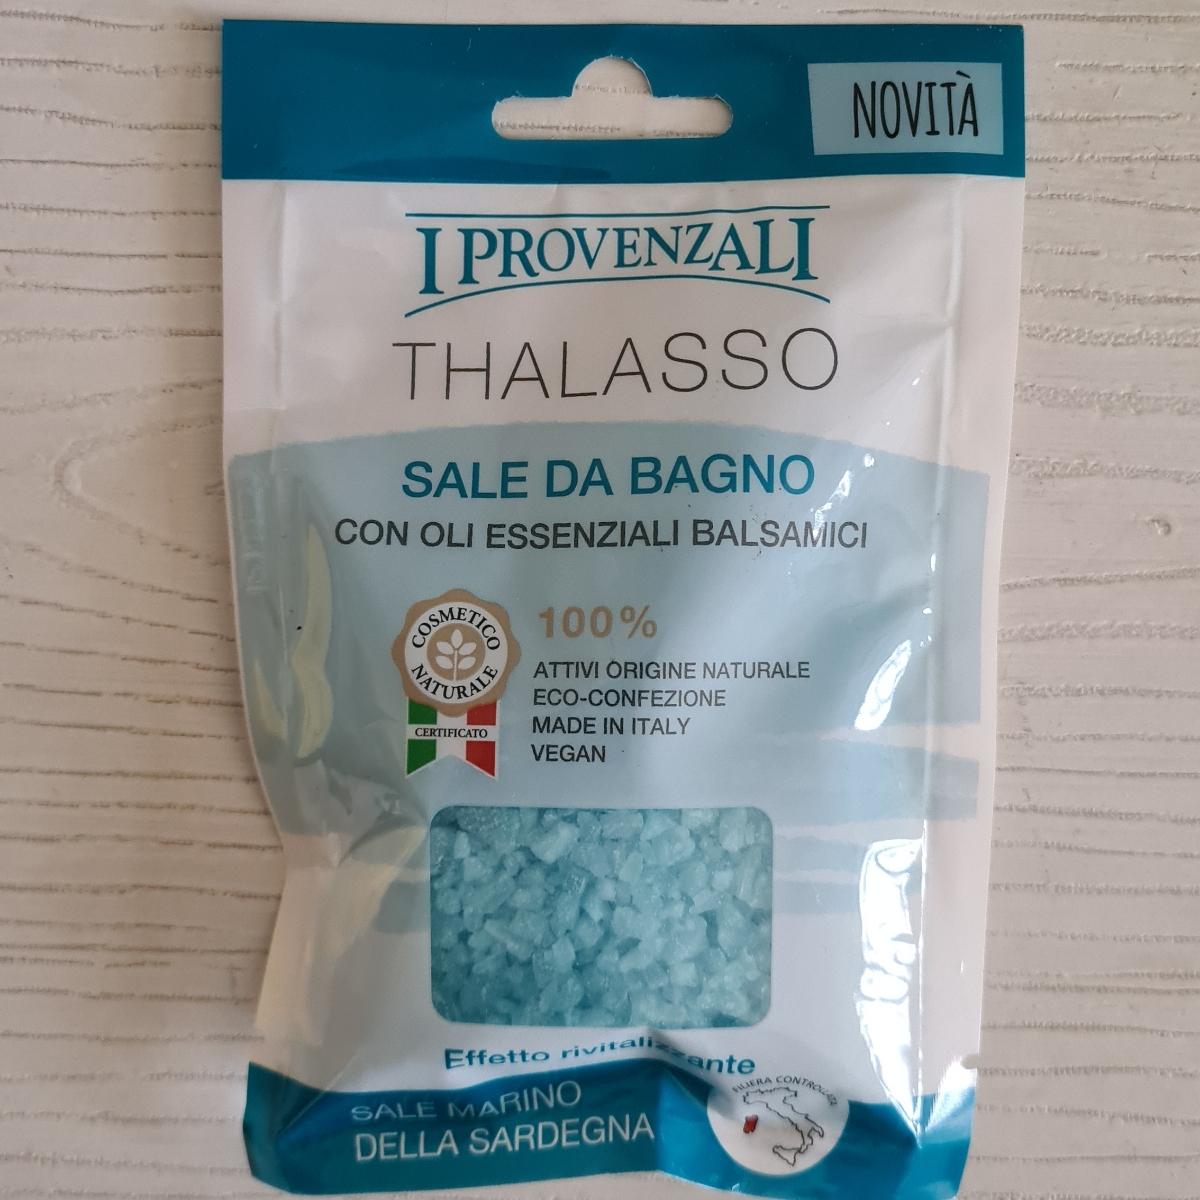 NOVITÀ
I PROVENZALI
THALASSO
SALE DA BAGNO
CON OLI ESSENZIALI BALSAMICI
COSMETICO
NATURALE
CERTIFICATO
100%
ATTIVI ORIGINE NATURALE
ECO-CONFEZIONE
MADE IN ITALY
VEGAN
Effetto rivitalizzante
SALE MARINO
DELLA SARDEGNA
FILIERA CONTROLLATA